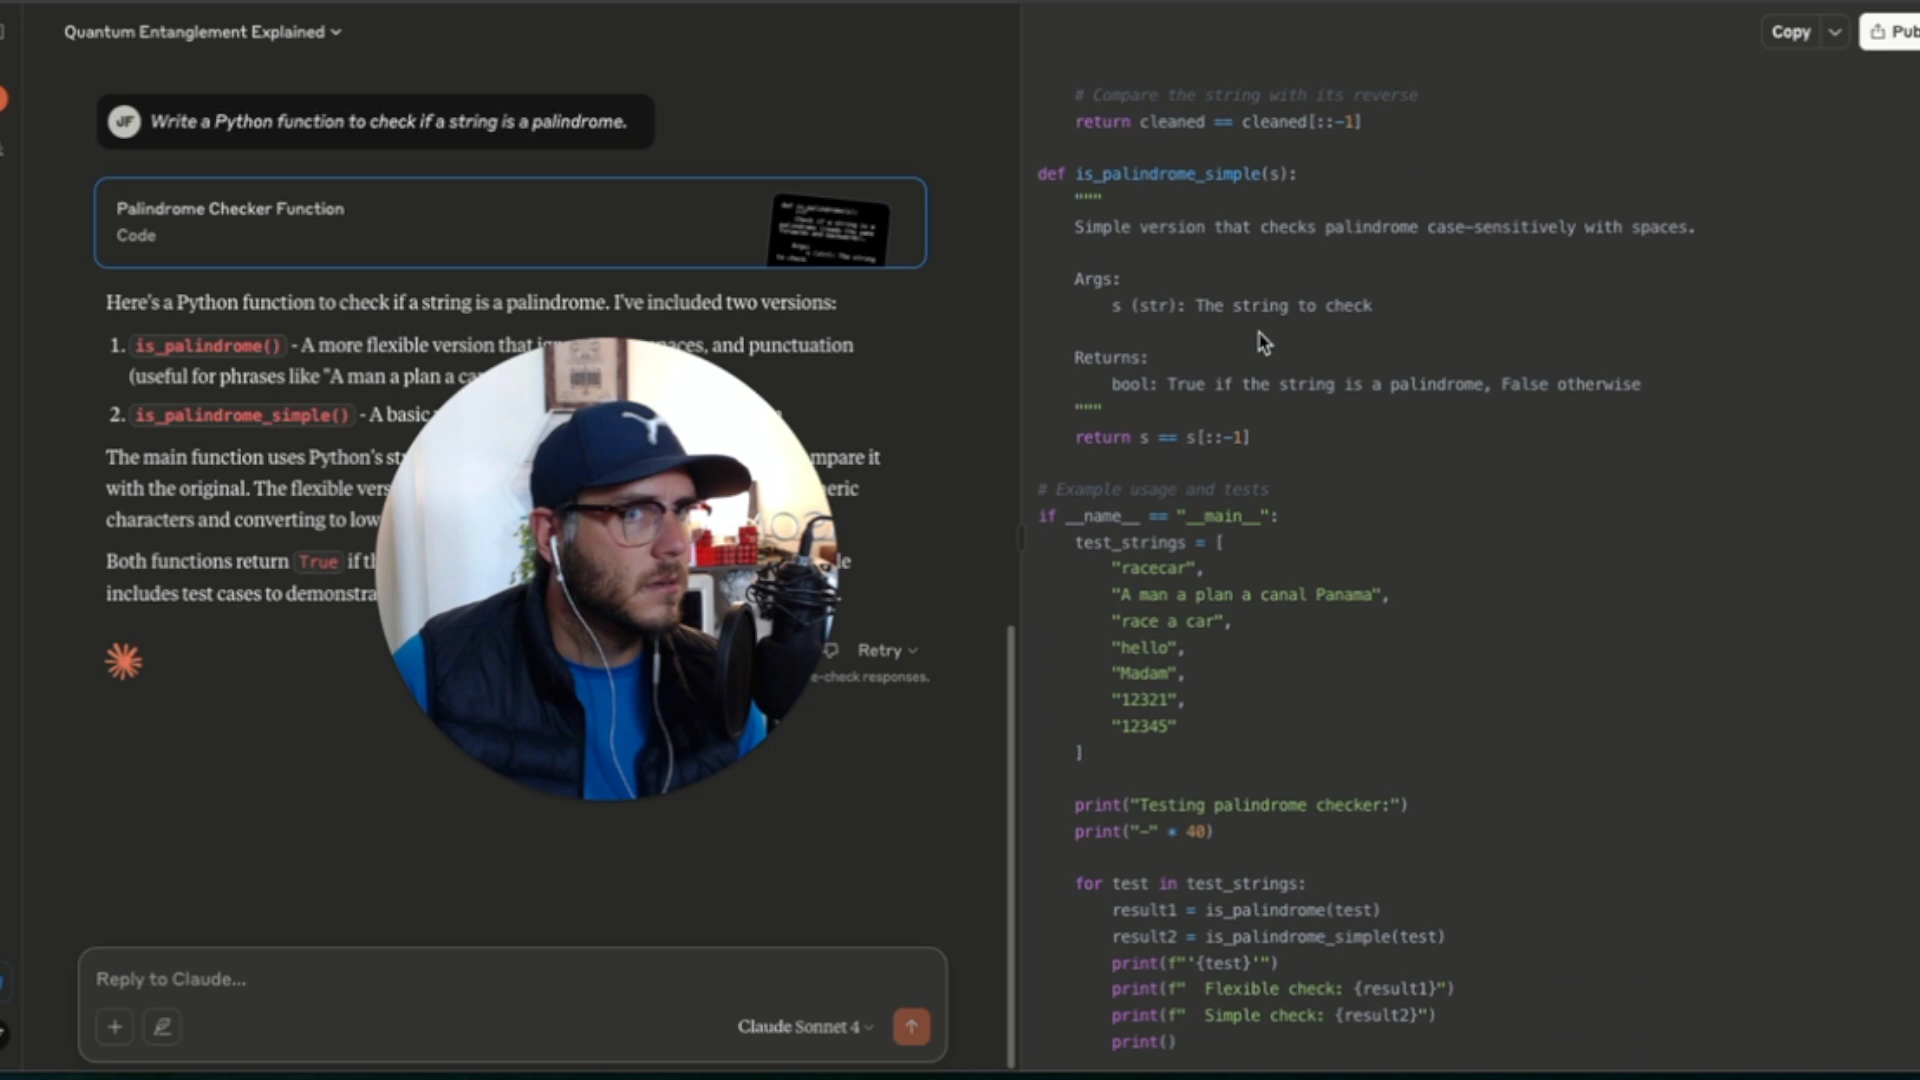 Quantum Entanglement Explained
Copy
Pub
JF
Write a Python function to check if a string is a palindrome.
Palindrome Checker Function
Code
Here's a Python function to check if a string is a palindrome. I've included two versions:
1. is_palindrome() - A more flexible version that ig aces, and punctuation
(useful for phrases like "A man a plan a ca
2. is_palindrome_simple() - A basic
The main function uses Python's st mpare it
with the original. The flexible vers eric
characters and converting to low
Both functions return True if th le
includes test cases to demonstra
Retry
e-check responses.
Reply to Claude...
Claude Sonnet 4
# Compare the string with its reverse
return cleaned == cleaned[::-1]
def is_palindrome_simple(s):
"""
Simple version that checks palindrome case-sensitively with spaces.
Args:
s (str): The string to check
Returns:
bool: True if the string is a palindrome, False otherwise
"""
return s == s[::-1]
# Example usage and tests
if __name__ == "__main__":
test_strings = [
"racecar",
"A man a plan a canal Panama",
"race a car",
"hello",
"Madam",
"12321",
"12345"
]
print("Testing palindrome checker:")
print("-" * 40)
for test in test_strings:
result1 = is_palindrome(test)
result2 = is_palindrome_simple(test)
print(f"'{test}'")
print(f"  Flexible check: {result1}")
print(f"  Simple check: {result2}")
print()